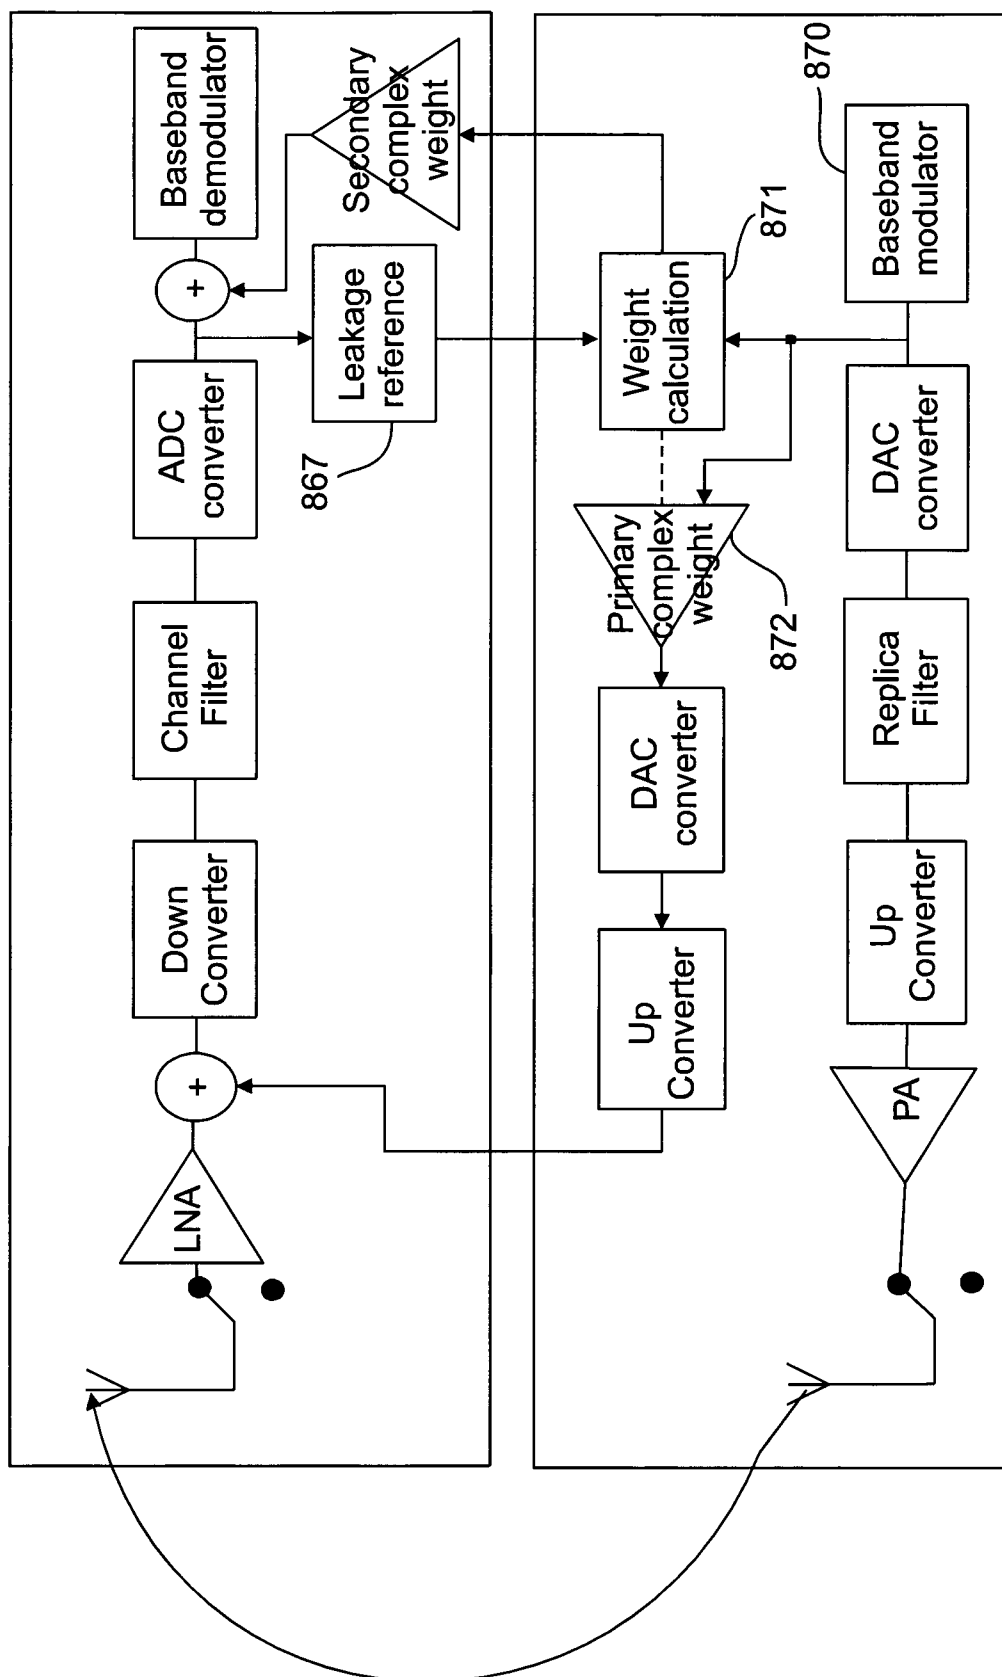 LNA
+
Down
Converter
Channel
Filter
ADC
converter
+
Baseband
demodulator
Leakage
reference
867
Secondary
complex
weight
Up
Converter
DAC
converter
Primary
complex
weight
872
Weight
calculation
871
PA
Up
Converter
Replica
Filter
DAC
converter
Baseband
modulator
870